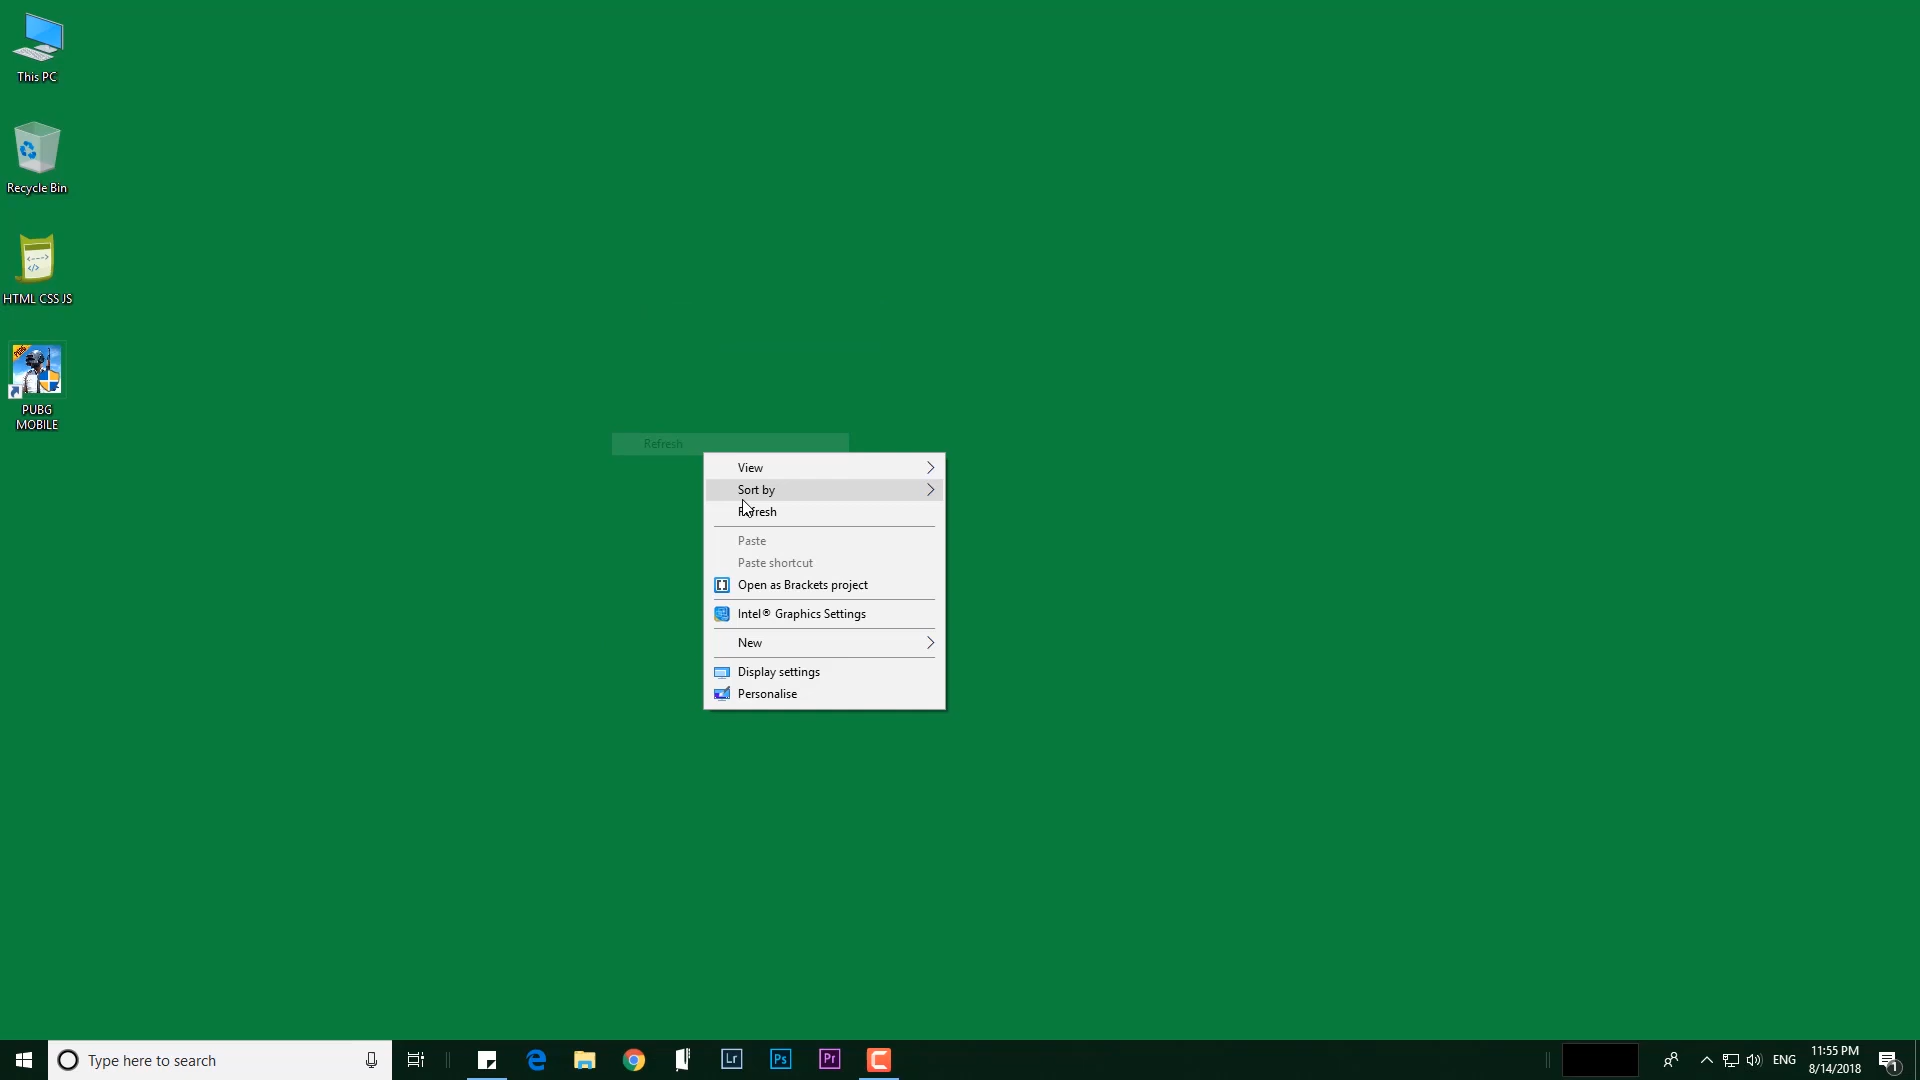 This PC
Recycle Bin
HTML CSS JS
PUBG
MOBILE
Refresh
View
Sort by
Refresh
Paste
Paste shortcut
Open as Brackets project
Intel® Graphics Settings
New
Display settings
Personalise
Type here to search
Lr
Ps
Pr
ENG
11:55 PM
8/14/2018
1